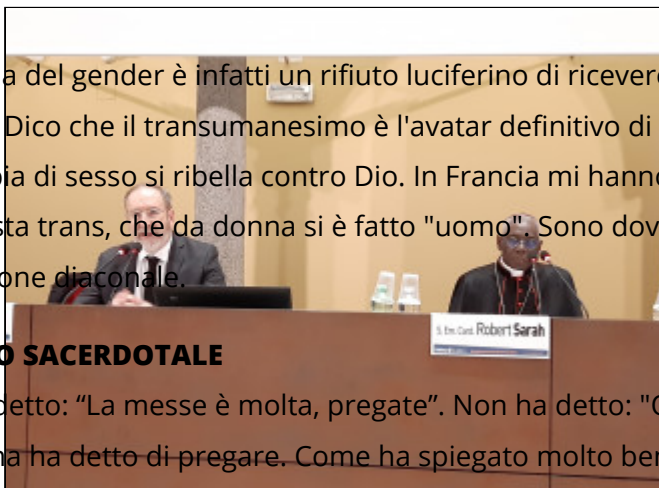 a del gender è infatti un rifiuto luciferino di ricevere
Dico che il transumanesimo è l'avatar definitivo di
ia di sesso si ribella contro Dio. In Francia mi hanno
sta trans, che da donna si è fatto "uomo". Sono dov
one diaconale.
S. Em. Card. Robert Sarah
O SACERDOTALE
detto: “La messe è molta, pregate”. Non ha detto: "C
na ha detto di pregare. Come ha spiegato molto ben